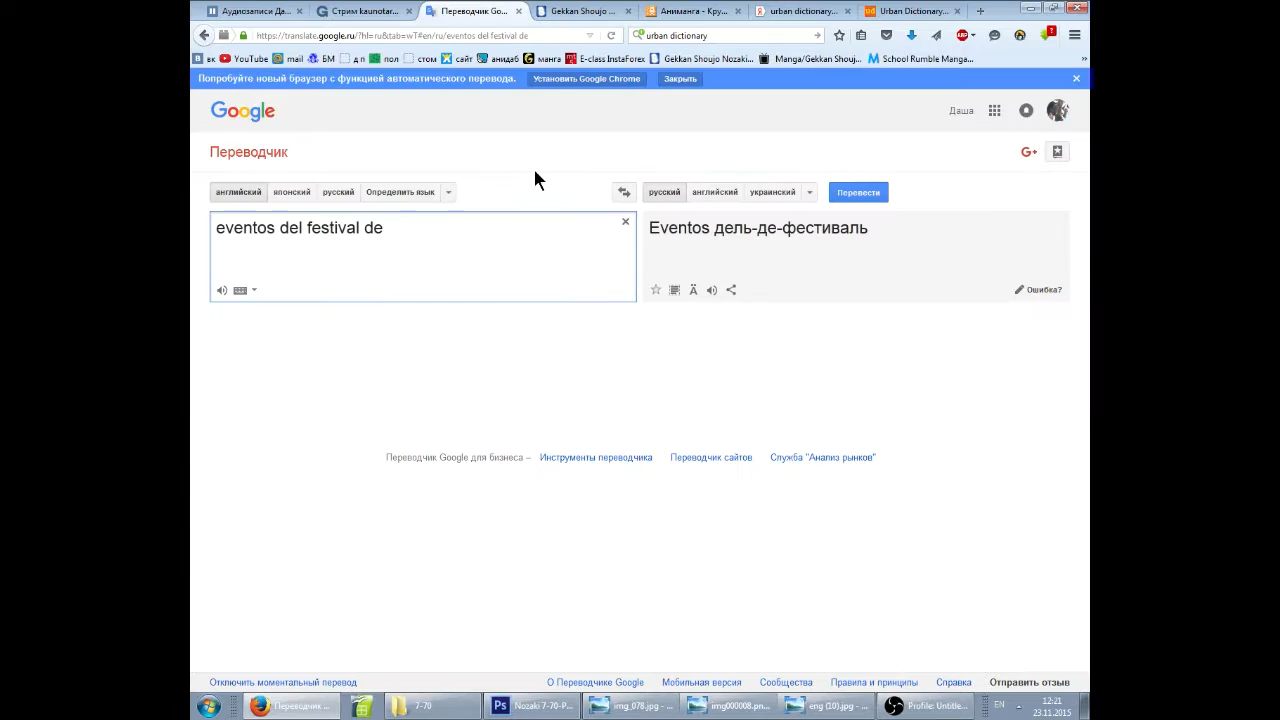 Аудиозаписи Да...
Стрим kaunotar...
Переводчик Go...
Gekkan Shoujo ...
Аниманга - Кру...
urban dictionary...
Urban Dictionary...
https://translate.google.ru/?hl=ru&tab=wT#en/ru/eventos del festival de
urban dictionary
вк
YouTube
mail
БМ
д п
пол
стом
сайт
анидаб
манга
E-class InstaForex
Gekkan Shoujo Nozaki...
Manga/Gekkan Shouj...
School Rumble Manga...
Попробуйте новый браузер с функцией автоматического перевода.
Установить Google Chrome
Закрыть
Google
Даша
Переводчик
G+
английский
японский
русский
Определить язык
русский
английский
украинский
Перевести
eventos del festival de
Eventos дель-де-фестиваль
Ä
Ошибка?
Переводчик Google для бизнеса –
Инструменты переводчика
Переводчик сайтов
Служба "Анализ рынков"
Отключить моментальный перевод
О Переводчике Google
Мобильная версия
Сообщества
Правила и принципы
Справка
Отправить отзыв
Переводчик ...
7-70
Ps
Nozaki 7-70-P...
img_078.jpg - ...
img000008.pn...
eng (10).jpg - ...
Profile: Untitle...
EN
12:21
23.11.2015